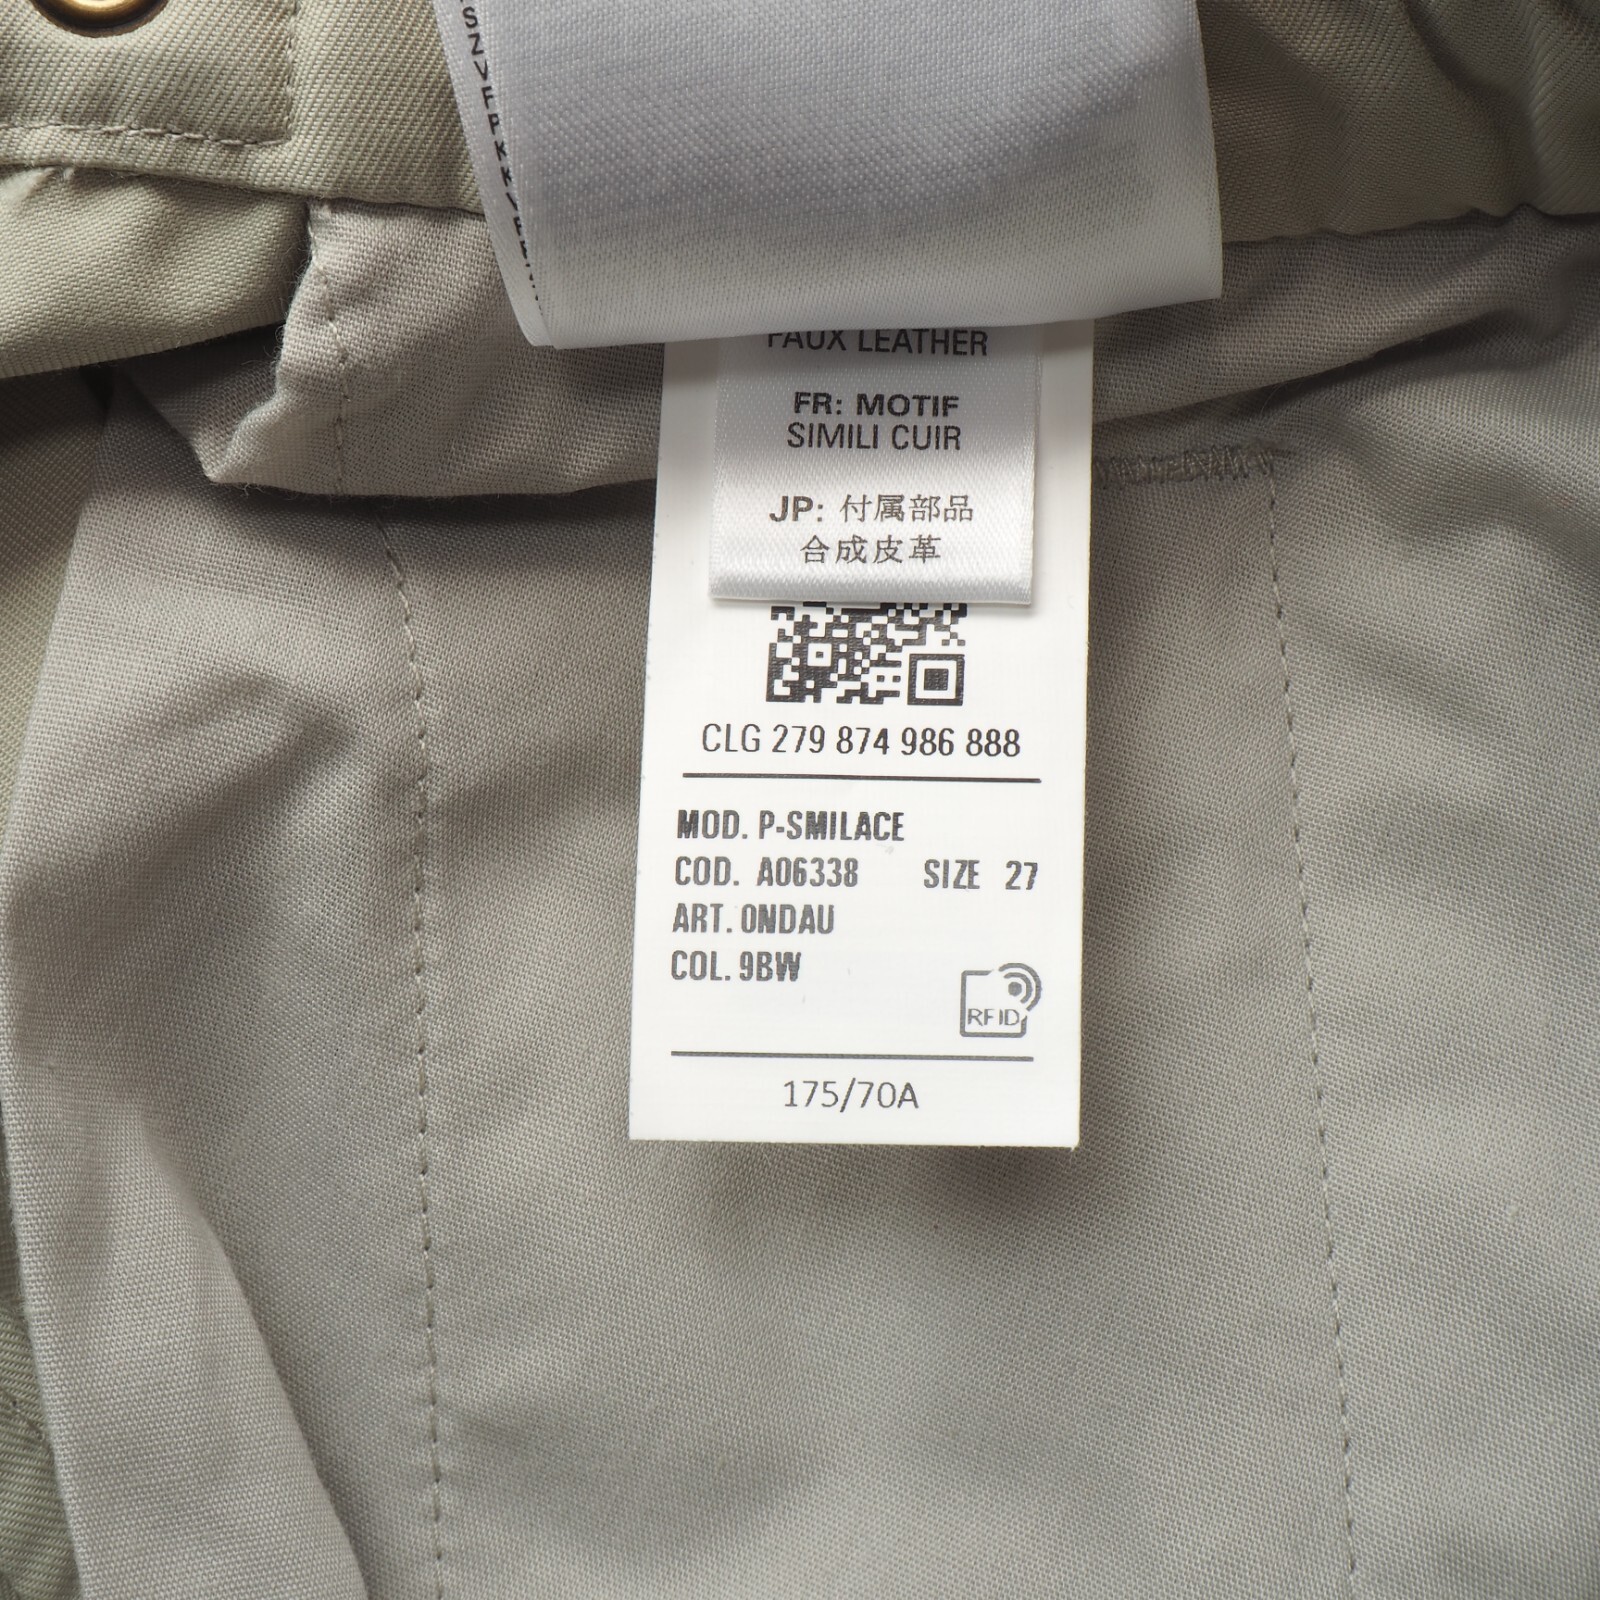 FAUX LEATHER
FR: MOTIF
SIMILI CUIR
JP: 付属部品
合成皮革
CLG 279 874 986 888
MOD. P-SMILACE
COD. A06338 SIZE 27
ART. 0NDAU
COL. 9BW
RFID
175/70A